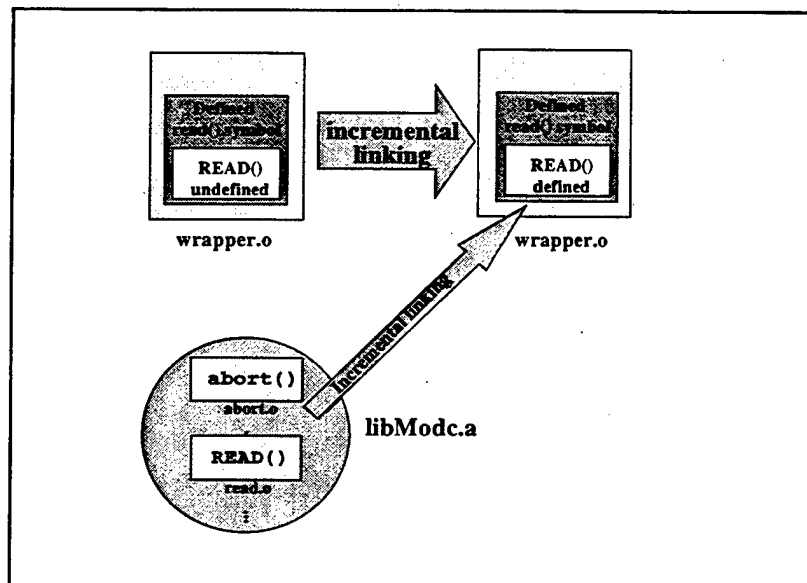 Defined
read() symbol
READ()
undefined
wrapper.o
incremental
linking
Defined
read() symbol
READ()
defined
wrapper.o
Incremental linking
abort()
abort.o
READ()
read.o
libModc.a